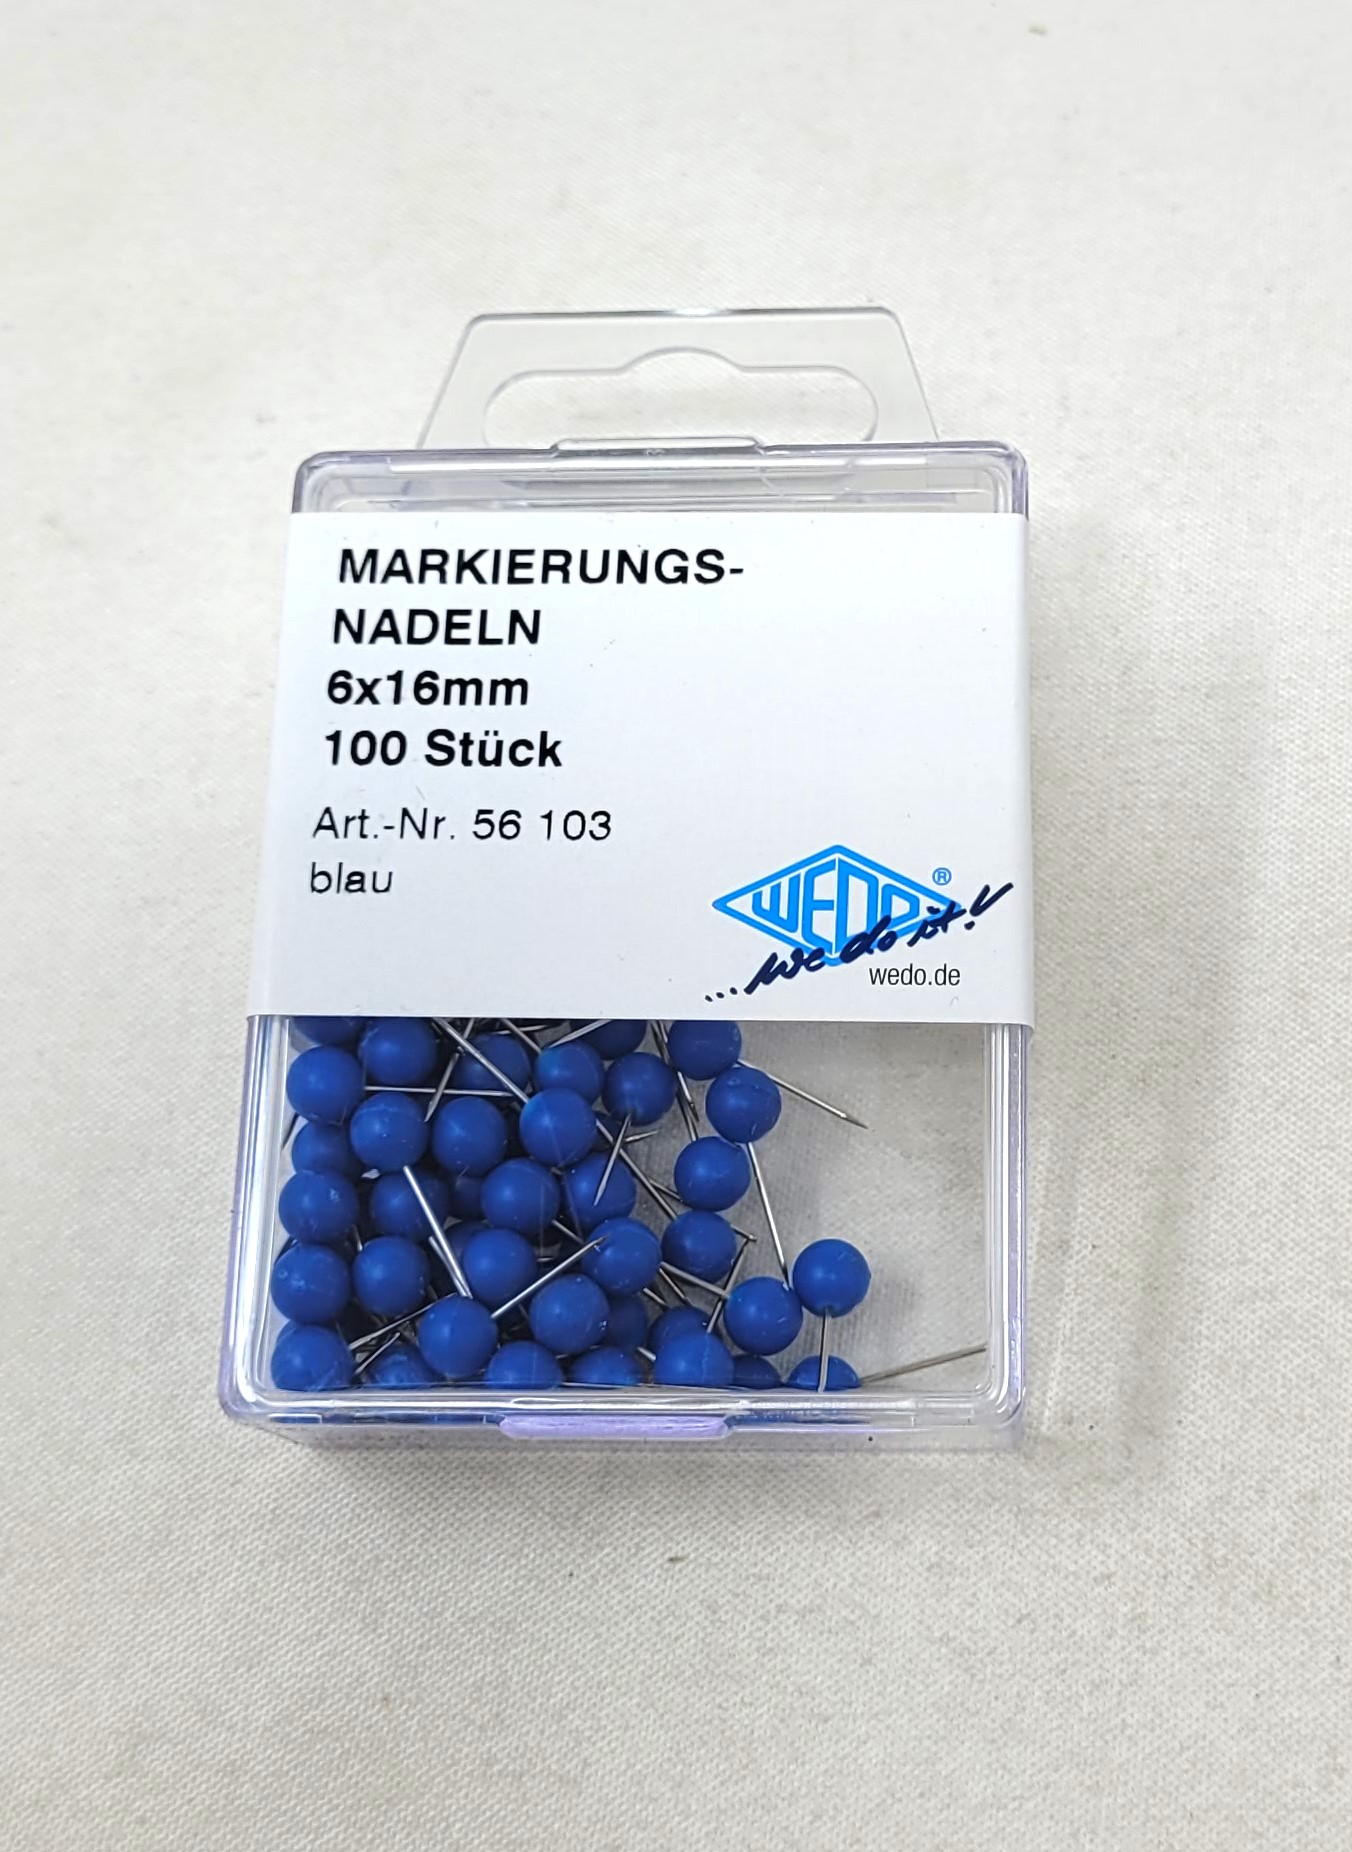 MARKIERUNGS-
NADELN
6x16mm
100 Stück
Art.-Nr. 56 103
blau
WEDO®
...we do it!
wedo.de